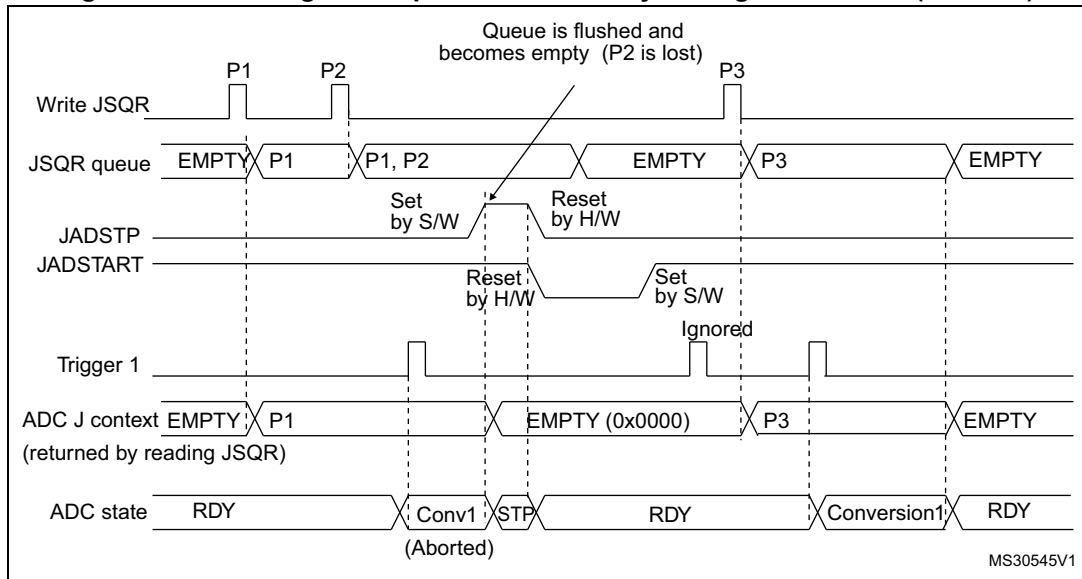 Queue is flushed and
becomes empty (P2 is lost)
P1
P2
P3
Write JSQR
JSQR queue
EMPTY
P1
P1, P2
EMPTY
P3
EMPTY
Set
by S/W
Reset
by H/W
JADSTP
JADSTART
Reset
by H/W
Set
by S/W
Ignored
Trigger 1
ADC J context
EMPTY
P1
EMPTY (0x0000)
P3
EMPTY
(returned by reading JSQR)
ADC state
RDY
Conv1
STP
RDY
Conversion1
RDY
(Aborted)
MS30545V1